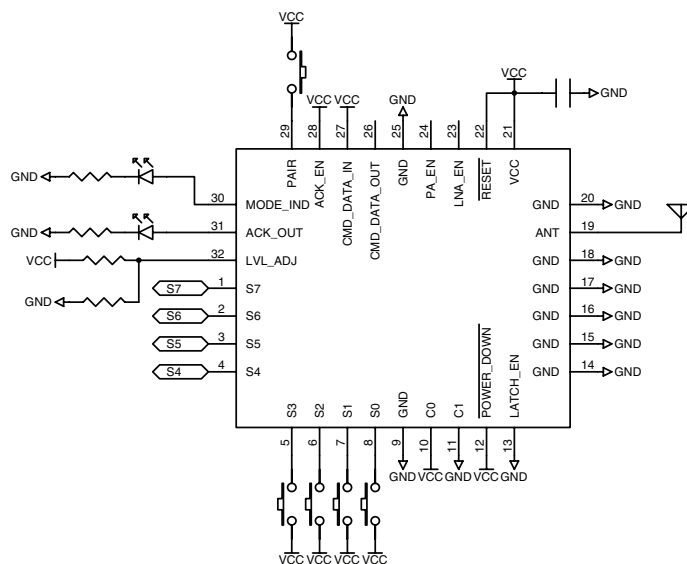 VCC
VCC VCC GND VCC
GND
29 28 27 26 25 24 23 22 21
PAIR ACK_EN CMD_DATA_IN CMD_DATA_OUT GND PA_EN LNA_EN RESET VCC
GND 30 MODE_IND GND 20 GND
GND 31 ACK_OUT ANT 19
VCC 32 LVL_ADJ GND 18 GND
S7 1 S7 GND 17 GND
GND
S6 2 S6 GND 16 GND
S5 3 S5 GND 15 GND
S4 4 S4 GND 14 GND
S3 S2 S1 S0 GND C0 C1 POWER_DOWN LATCH_EN
5 6 7 8 9 10 11 12 13
GND VCC GND VCC GND
VCC VCC VCC VCC